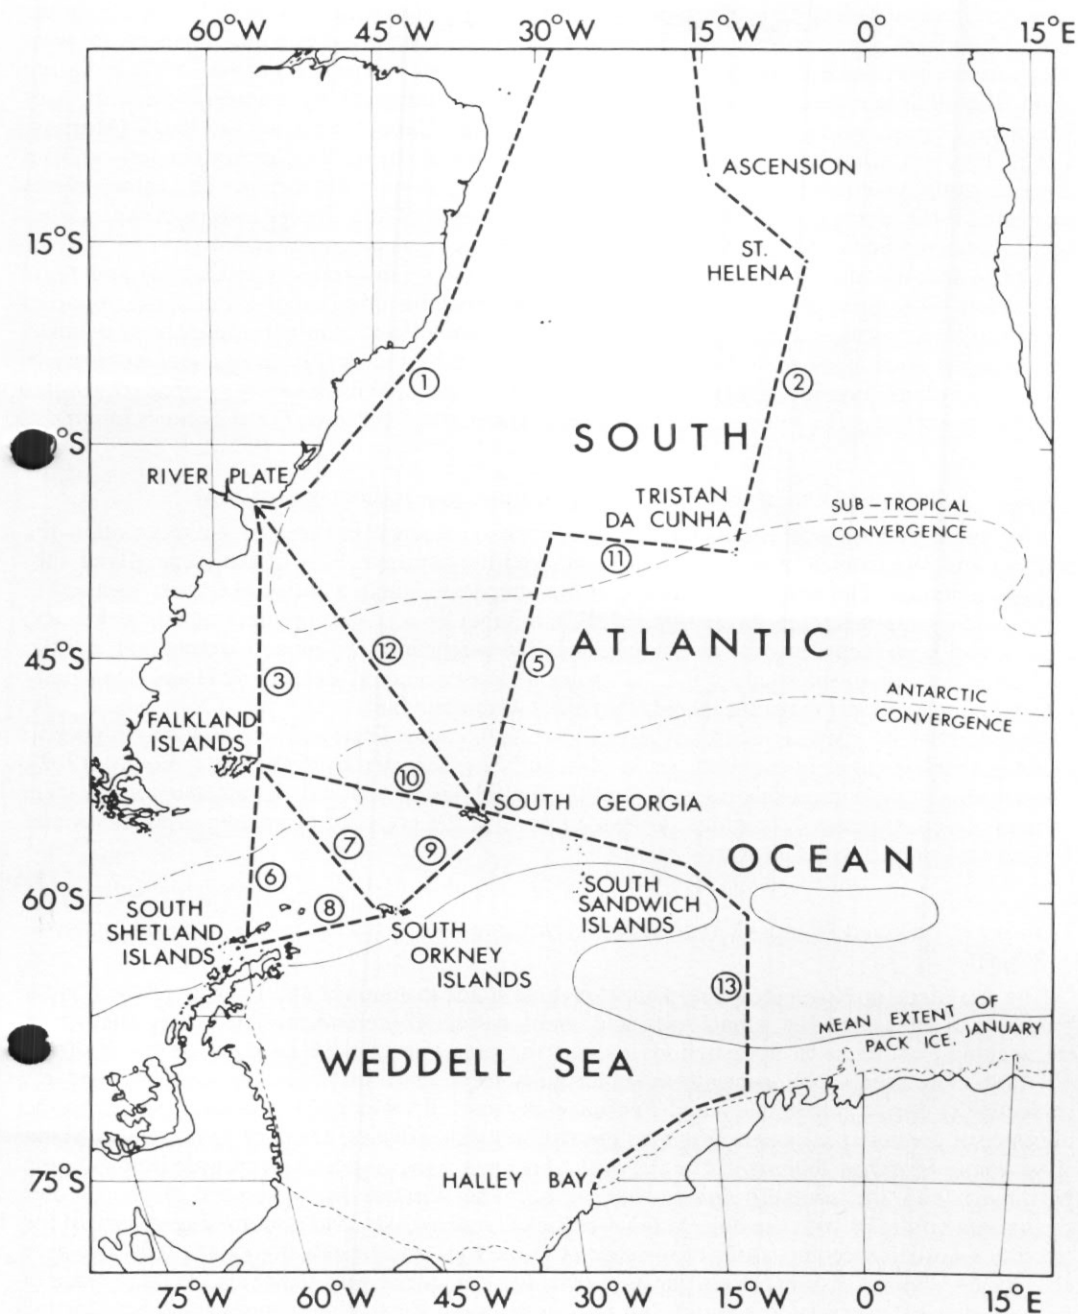 60°W 45°W 30°W 15°W 0° 15°E
ASCENSION
15°S
ST.
HELENA
①
②
°S
SOUTH
RIVER PLATE
TRISTAN
DA CUNHA
SUB-TROPICAL
CONVERGENCE
⑪
45°S
⑫
⑤
ATLANTIC
③
FALKLAND
ISLANDS
ANTARCTIC
CONVERGENCE
⑩
SOUTH GEORGIA
⑦
⑨
OCEAN
⑥
60°S
⑧
SOUTH
SANDWICH
ISLANDS
SOUTH
SHETLAND
ISLANDS
SOUTH
ORKNEY
ISLANDS
⑬
MEAN EXTENT OF
PACK ICE. JANUARY
WEDDELL SEA
75°S
HALLEY BAY
75°W 60°W 45°W 30°W 15°W 0° 15°E